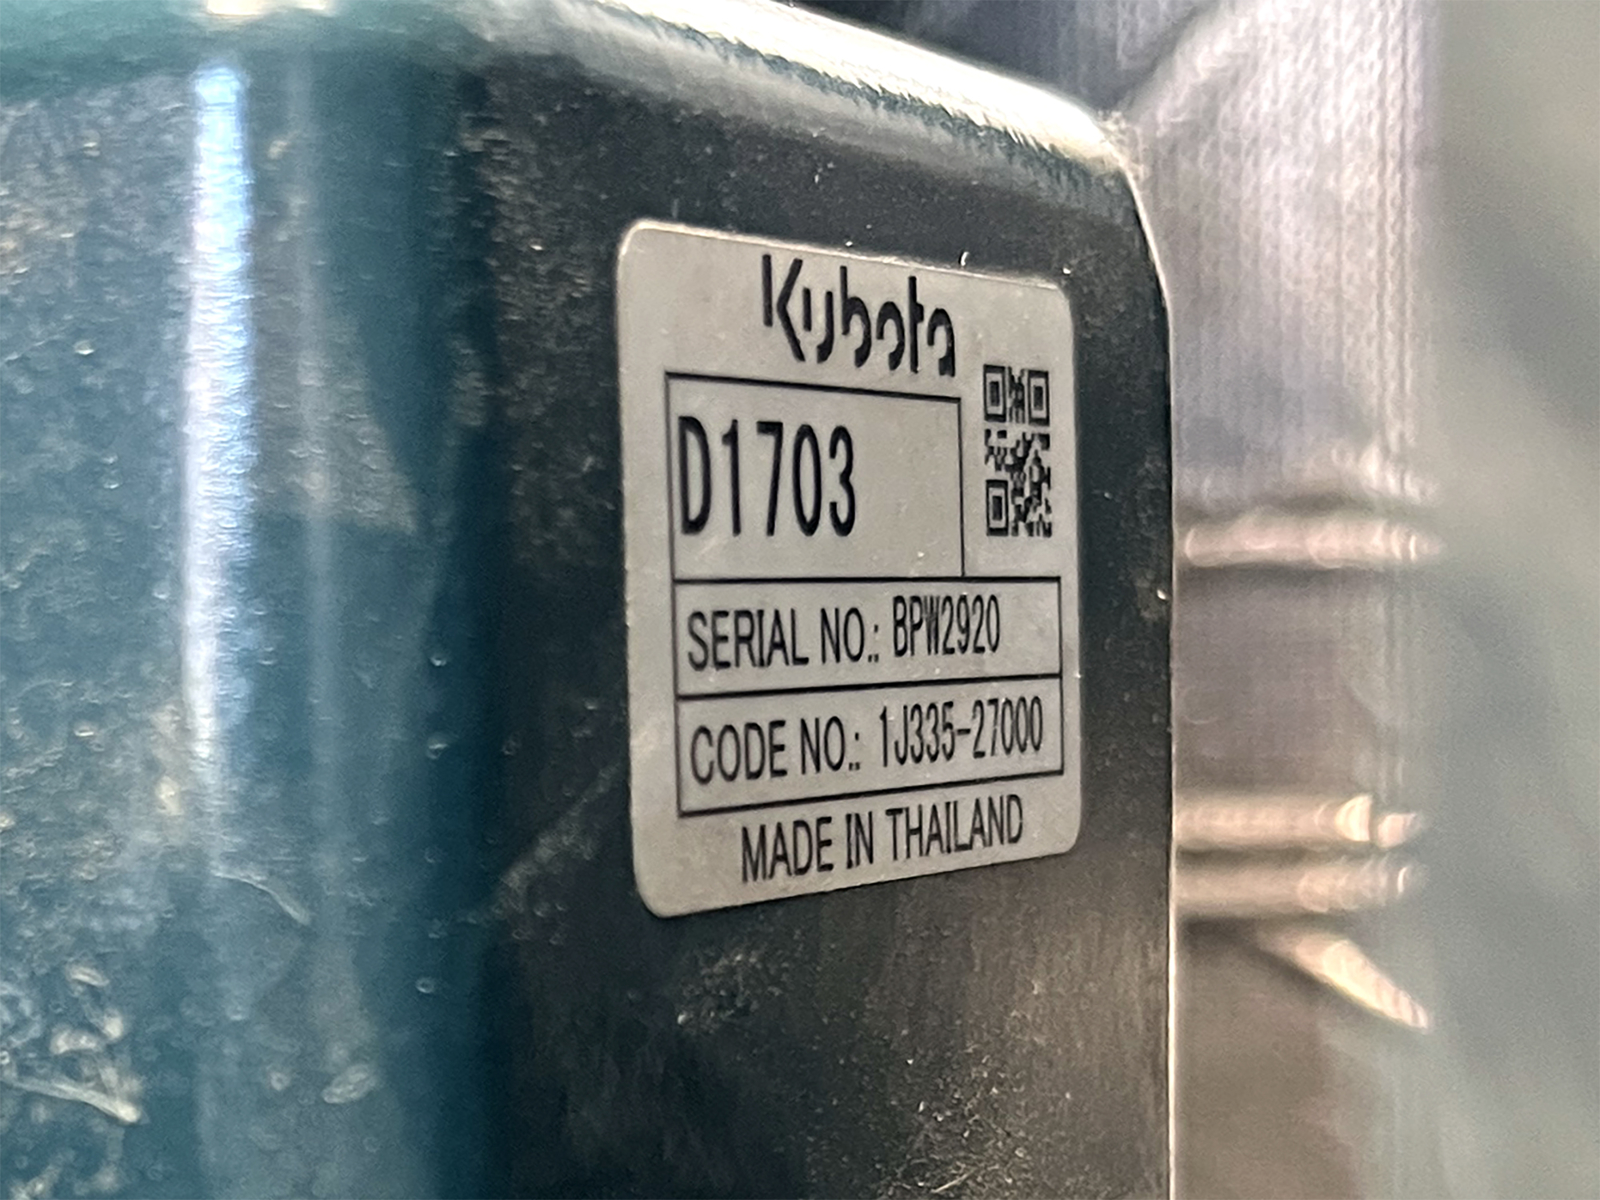 Kubota
D1703
SERIAL NO.: BPW2920
CODE NO.: 1J335-27000
MADE IN THAILAND